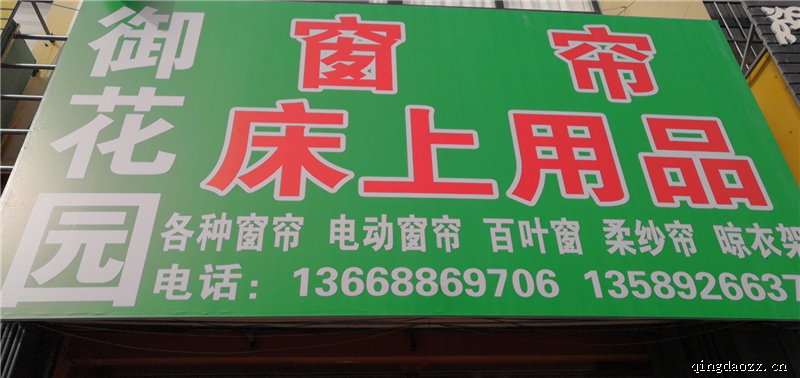 御花园
窗帘
床上用品
各种窗帘 电动窗帘 百叶窗 柔纱帘 晾衣架
电话：13668869706 1358926637
qingdaozz.cn